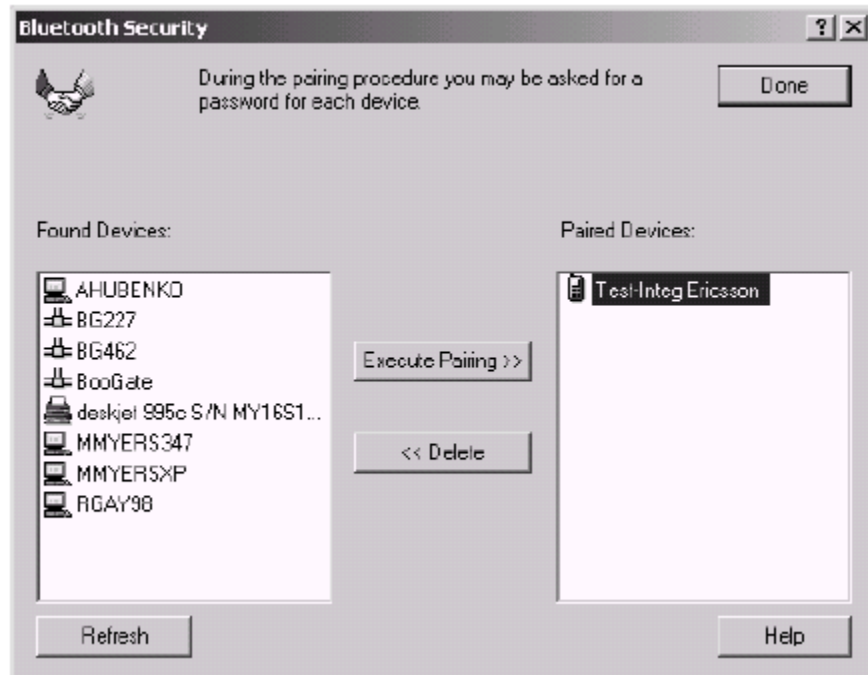 Bluetooth Security
During the pairing procedure you may be asked for a
password for each device.
Done
Found Devices:
Paired Devices:
AHUBENKO
BG227
BG462
BooGate
deskjet 995c S/N MY16S1...
MMYERS347
MMYERSXP
RGAY98
Test-Integ Ericsson
Execute Pairing >>
<< Delete
Refresh
Help